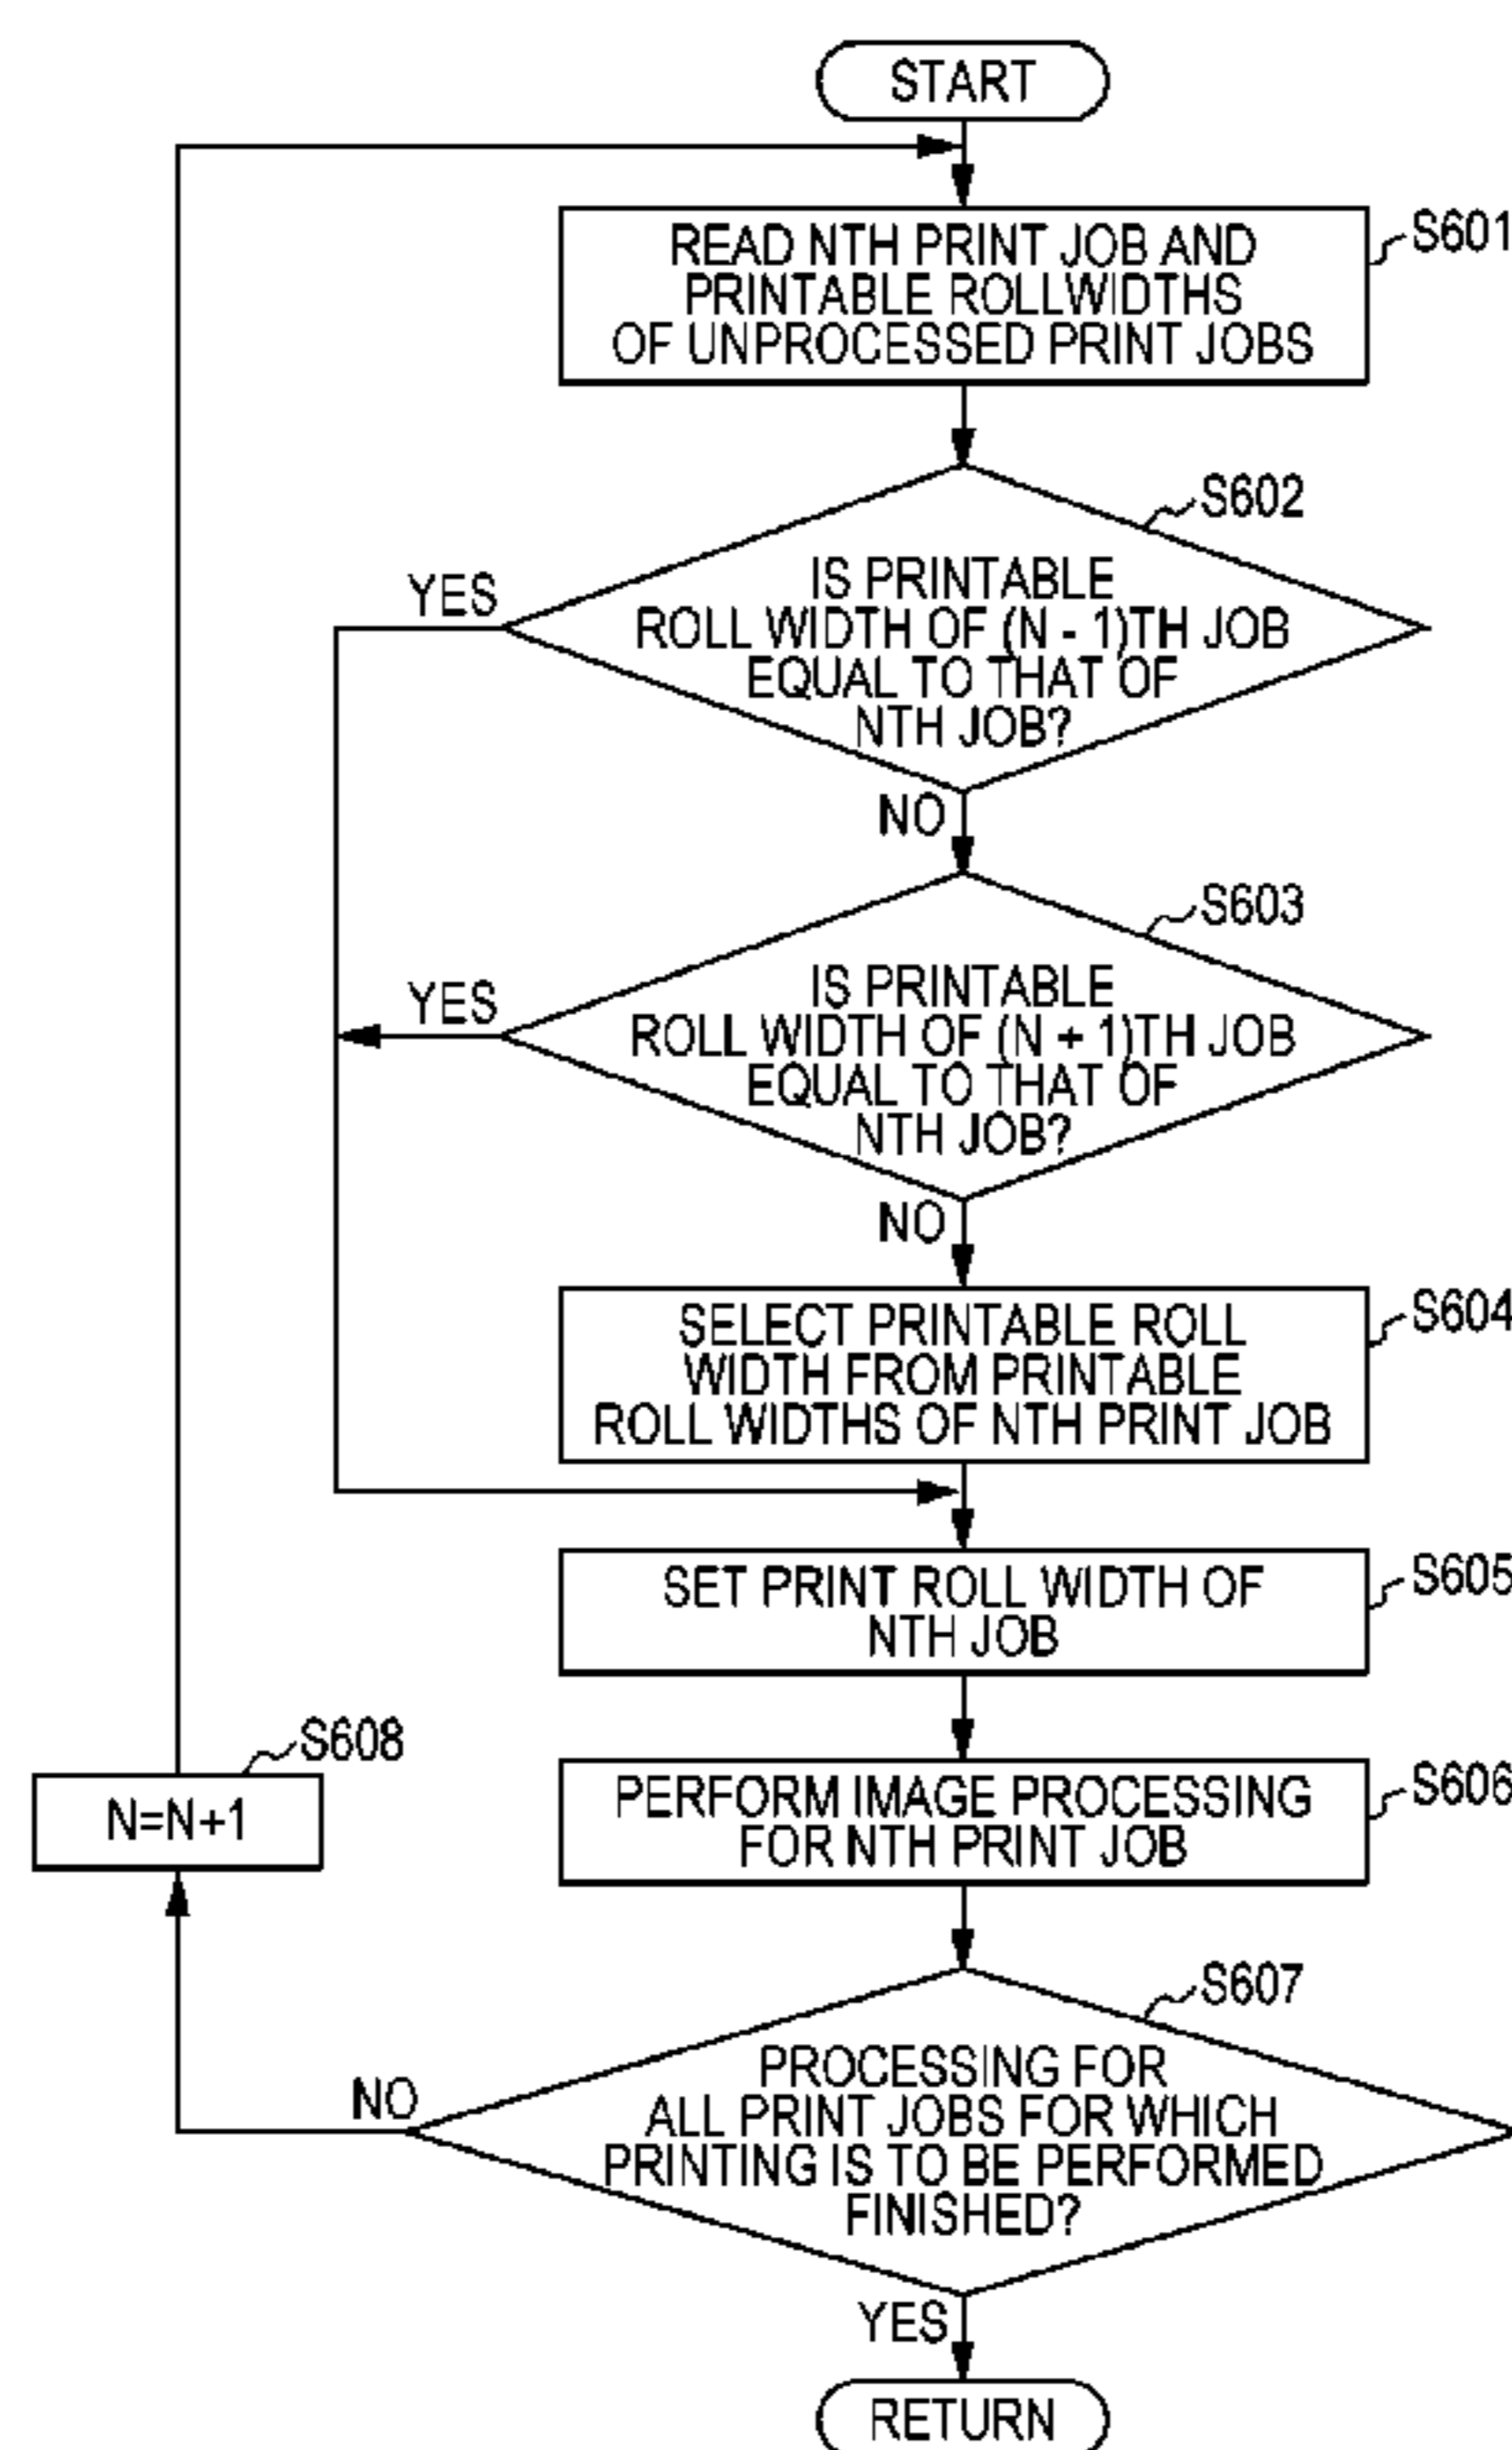 START
READ NTH PRINT JOB AND
PRINTABLE ROLLWIDTHS
OF UNPROCESSED PRINT JOBS
S601
S602
IS PRINTABLE
ROLL WIDTH OF (N - 1)TH JOB
EQUAL TO THAT OF
NTH JOB?
YES
NO
S603
IS PRINTABLE
ROLL WIDTH OF (N + 1)TH JOB
EQUAL TO THAT OF
NTH JOB?
YES
NO
SELECT PRINTABLE ROLL
WIDTH FROM PRINTABLE
ROLL WIDTHS OF NTH PRINT JOB
S604
SET PRINT ROLL WIDTH OF
NTH JOB
S605
S608
N=N+1
PERFORM IMAGE PROCESSING
FOR NTH PRINT JOB
S606
S607
PROCESSING FOR
ALL PRINT JOBS FOR WHICH
PRINTING IS TO BE PERFORMED
FINISHED?
NO
YES
RETURN